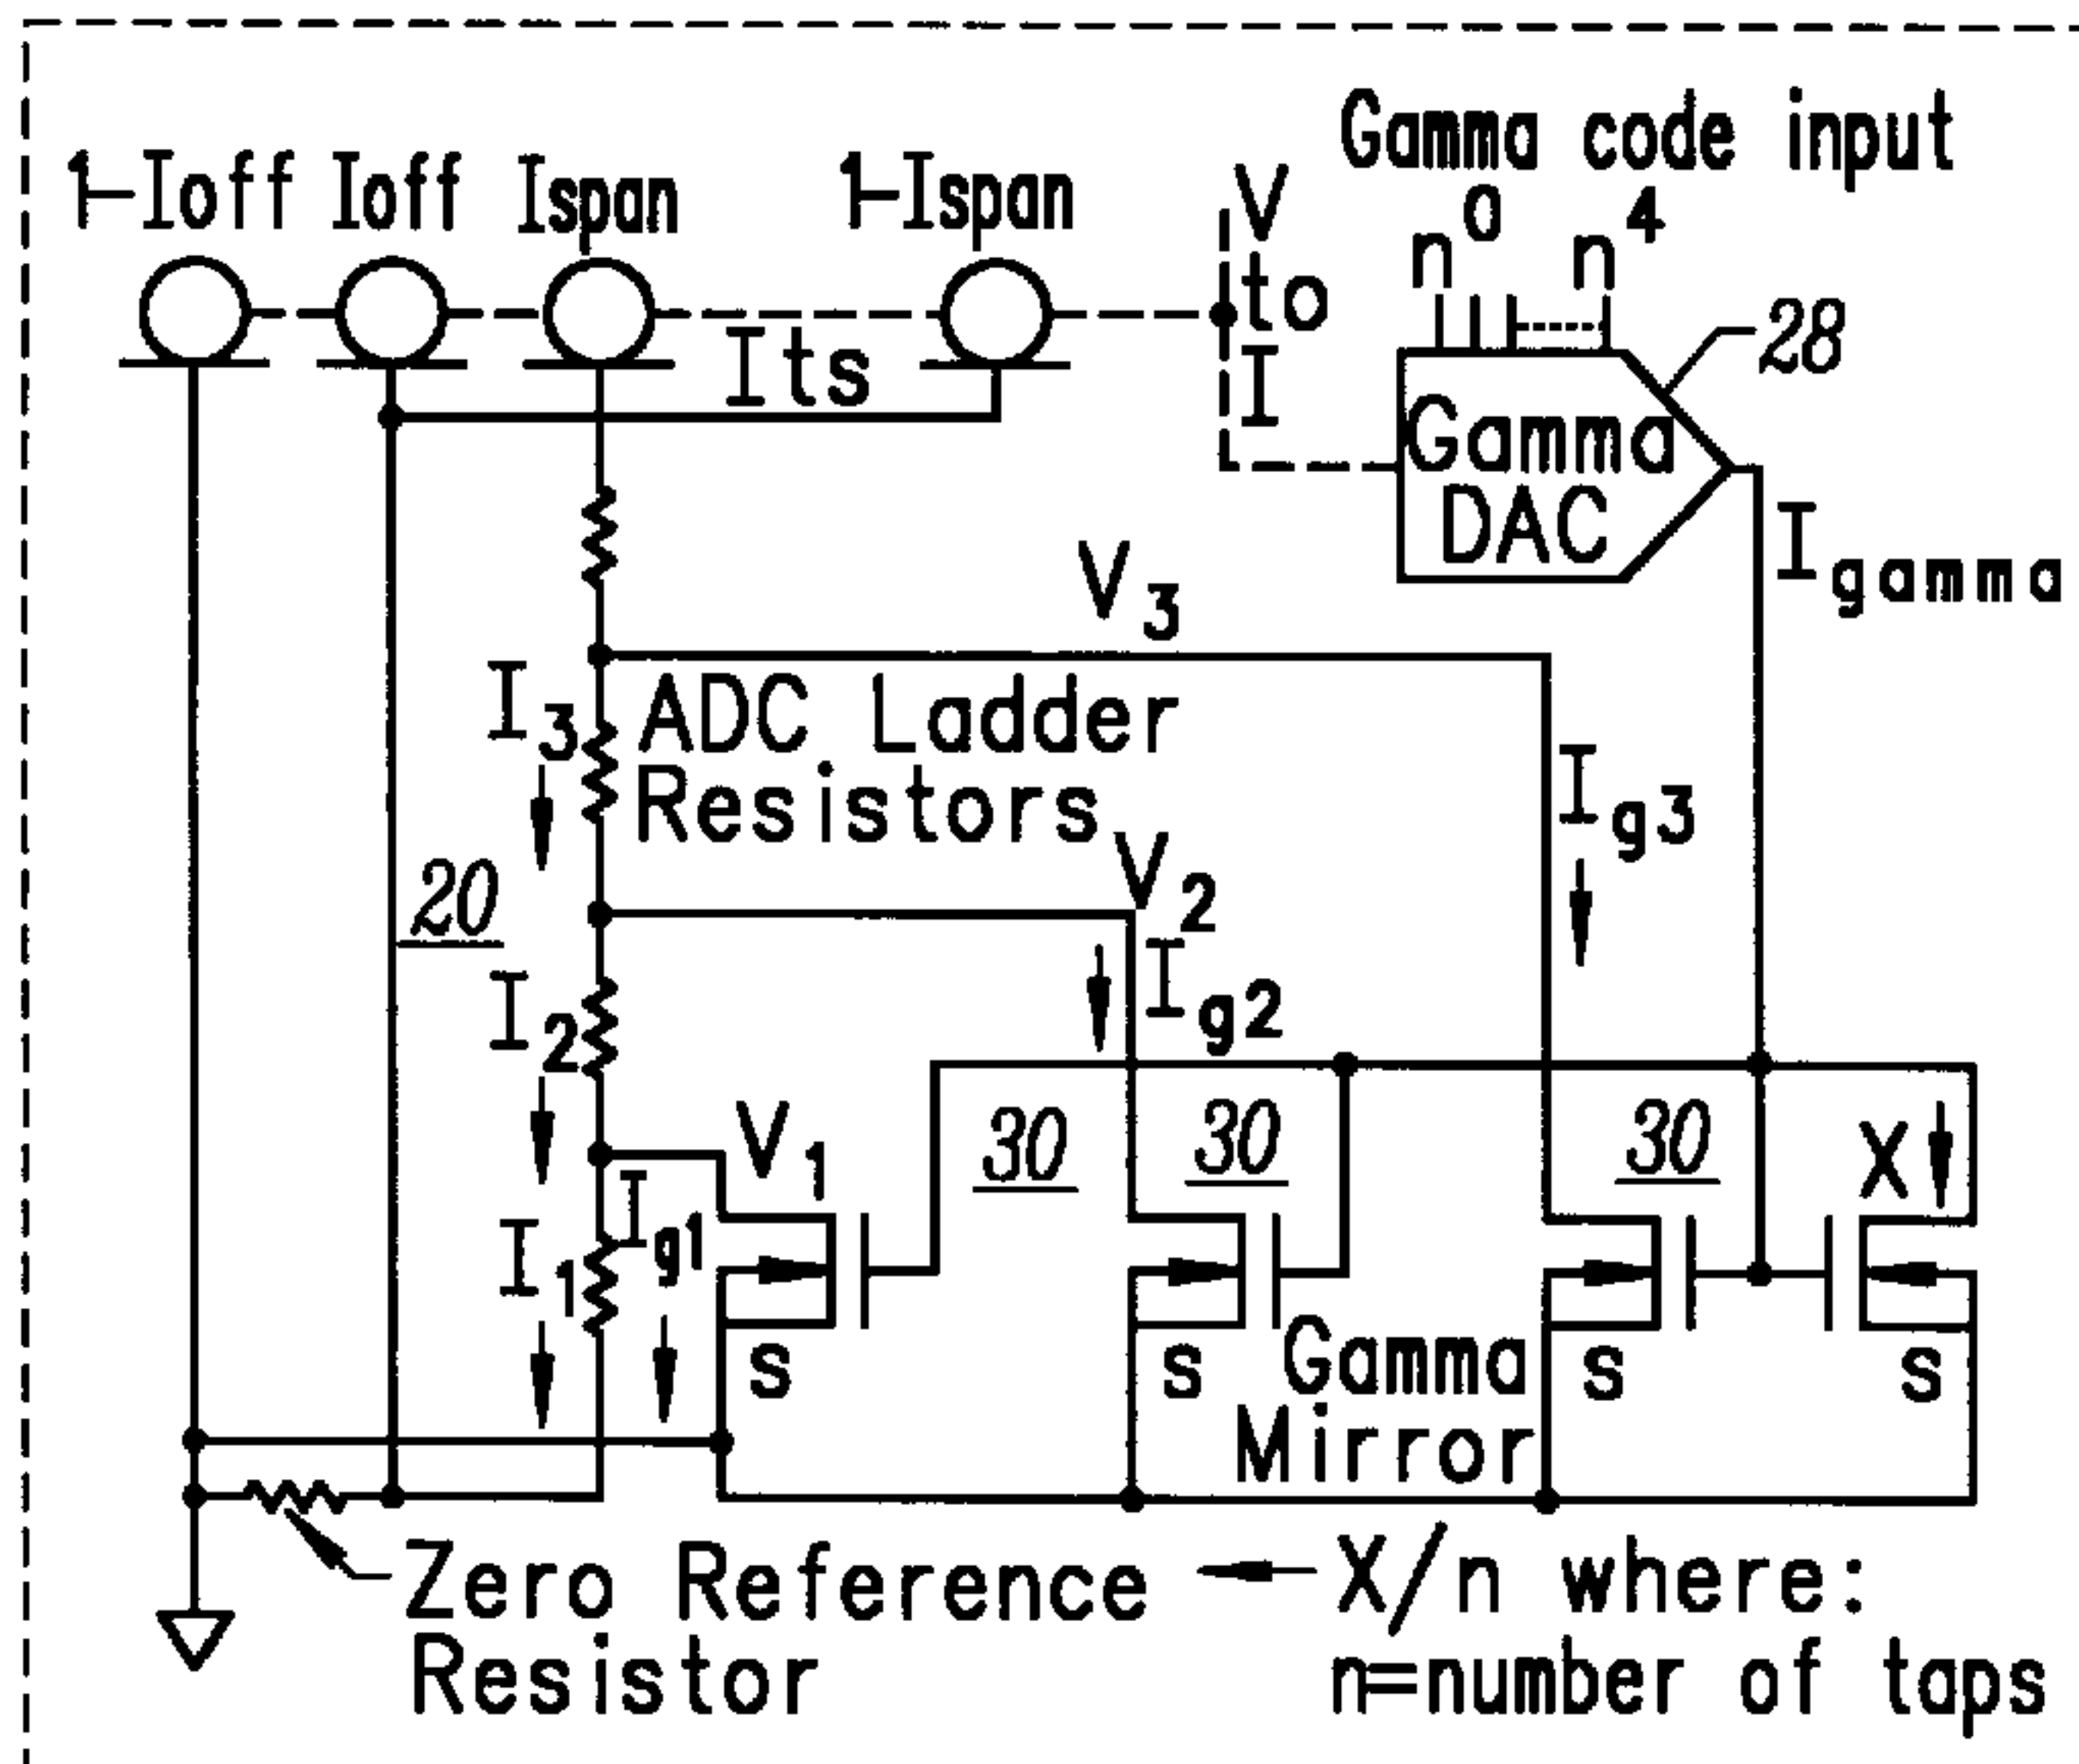 Gamma code input
1-Ioff Ioff Ispan 1-Ispan
V to I
n0 n4
28
Its
Gamma DAC
Igamma
V3
I3
ADC Ladder
Resistors
Ig3
V2
20
Ig2
I2
V1
30
30
30
X
Ig1
I1
s
s
s
s
Gamma
Mirror
Zero Reference
Resistor
X/n where:
n=number of taps